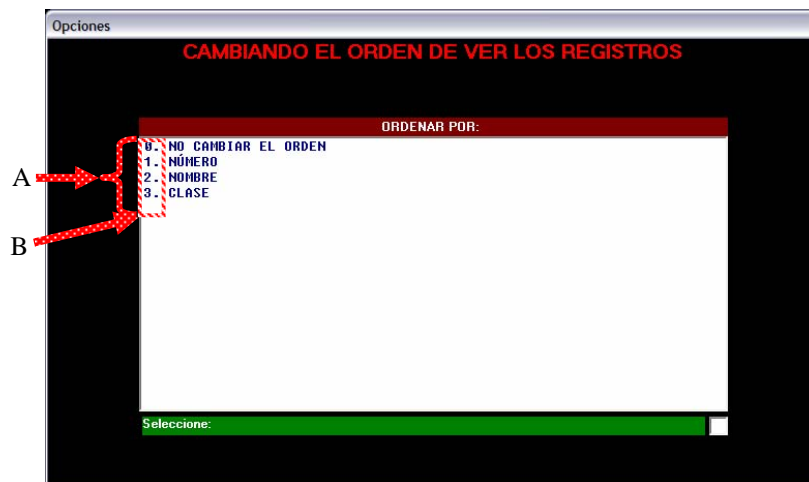 Opciones
CAMBIANDO EL ORDEN DE VER LOS REGISTROS
ORDENAR POR:
0. NO CAMBIAR EL ORDEN
1. NÚMERO
2. NOMBRE
3. CLASE
A
B
Seleccione: